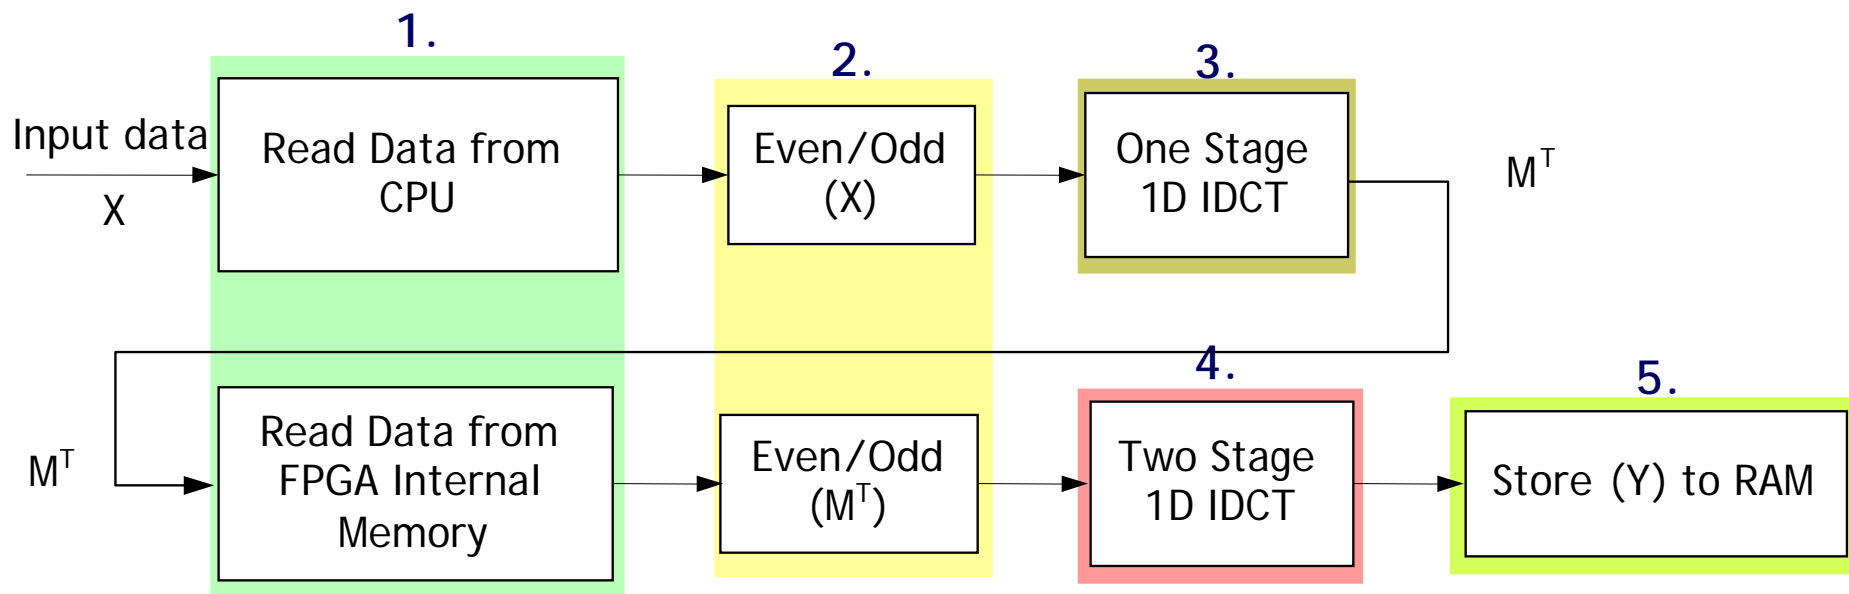 1.
2.
3.
Input data
X
Read Data from
CPU
Even/Odd
(X)
One Stage
1D IDCT
M^T
4.
5.
M^T
Read Data from
FPGA Internal
Memory
Even/Odd
(M^T)
Two Stage
1D IDCT
Store (Y) to RAM